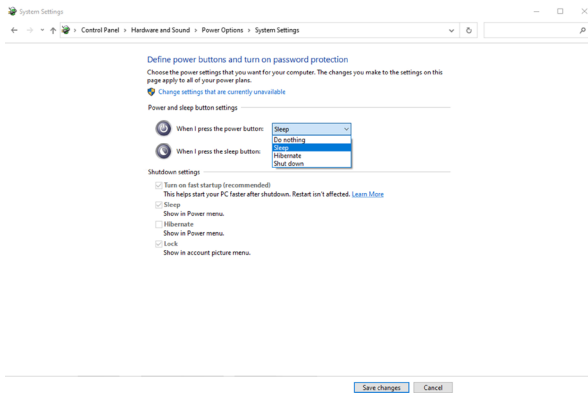 System Settings
Control Panel › Hardware and Sound › Power Options › System Settings
Define power buttons and turn on password protection
Choose the power settings that you want for your computer. The changes you make to the settings on this
page apply to all of your power plans.
Change settings that are currently unavailable
Power and sleep button settings
When I press the power button: Sleep
Do nothing
Sleep
Hibernate
Shut down
When I press the sleep button:
Shutdown settings
Turn on fast startup (recommended)
This helps start your PC faster after shutdown. Restart isn't affected. Learn More
Sleep
Show in Power menu.
Hibernate
Show in Power menu.
Lock
Show in account picture menu.
Save changes Cancel